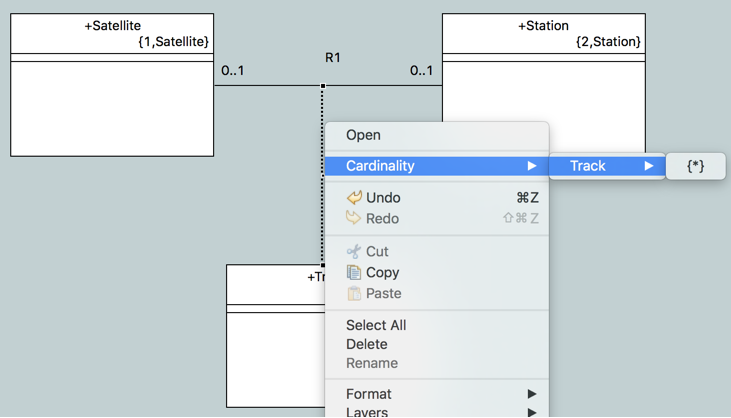 +Satellite
{1,Satellite}
+Station
{2,Station}
R1
0..1
0..1
Open
Cardinality
Track
{*}
Undo ⌘Z
Redo ⇧⌘Z
Cut
Copy
Paste
+Tr
Select All
Delete
Rename
Format
Layers